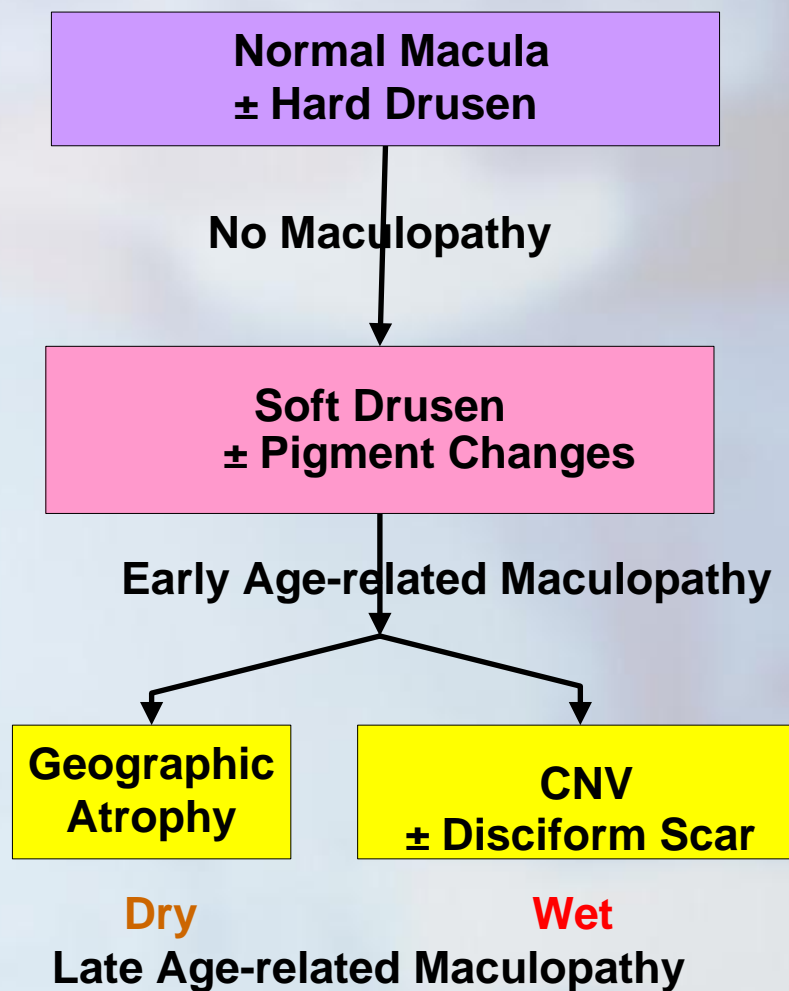 Normal Macula
± Hard Drusen
No Maculopathy
Soft Drusen
± Pigment Changes
Early Age-related Maculopathy
Geographic
Atrophy
CNV
± Disciform Scar
Dry
Wet
Late Age-related Maculopathy